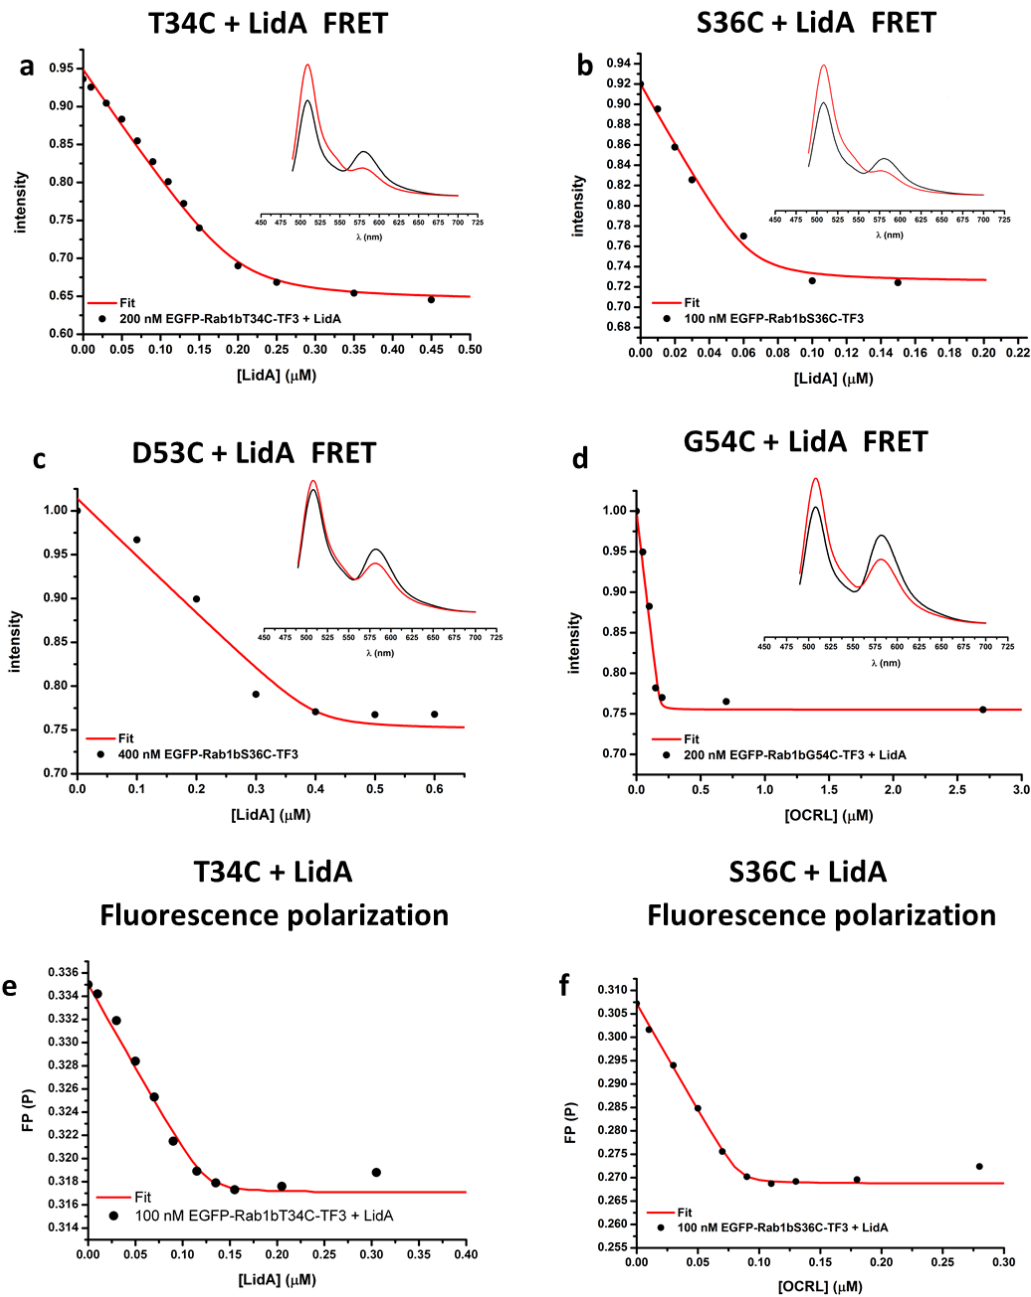 T34C + LidA FRET
S36C + LidA FRET
a
0.95
0.90
0.85
0.80
0.75
0.70
0.65
0.60
intensity
450 475 500 525 550 575 600 625 650 675 700 725
λ (nm)
Fit
200 nM EGFP-Rab1bT34C-TF3 + LidA
0.00 0.05 0.10 0.15 0.20 0.25 0.30 0.35 0.40 0.45 0.50
[LidA] (μM)
b
0.94
0.92
0.90
0.88
0.86
0.84
0.82
0.80
0.78
0.76
0.74
0.72
0.70
0.68
intensity
450 475 500 525 550 575 600 625 650 675 700 725
λ (nm)
Fit
100 nM EGFP-Rab1bS36C-TF3
0.00 0.02 0.04 0.06 0.08 0.10 0.12 0.14 0.16 0.18 0.20 0.22
[LidA] (μM)
D53C + LidA FRET
G54C + LidA FRET
c
1.00
0.95
0.90
0.85
0.80
0.75
0.70
intensity
450 475 500 525 550 575 600 625 650 675 700 725
λ (nm)
Fit
400 nM EGFP-Rab1bS36C-TF3
0.0 0.1 0.2 0.3 0.4 0.5 0.6
[LidA] (μM)
d
1.00
0.95
0.90
0.85
0.80
0.75
0.70
intensity
450 475 500 525 550 575 600 625 650 675 700 725
λ (nm)
Fit
200 nM EGFP-Rab1bG54C-TF3 + LidA
0.0 0.5 1.0 1.5 2.0 2.5 3.0
[OCRL] (μM)
T34C + LidA
Fluorescence polarization
S36C + LidA
Fluorescence polarization
e
0.336
0.334
0.332
0.330
0.328
0.326
0.324
0.322
0.320
0.318
0.316
0.314
FP (P)
Fit
100 nM EGFP-Rab1bT34C-TF3 + LidA
0.00 0.05 0.10 0.15 0.20 0.25 0.30 0.35 0.40
[LidA] (μM)
f
0.310
0.305
0.300
0.295
0.290
0.285
0.280
0.275
0.270
0.265
0.260
0.255
FP (P)
Fit
100 nM EGFP-Rab1bS36C-TF3 + LidA
0.00 0.05 0.10 0.15 0.20 0.25 0.30
[OCRL] (μM)